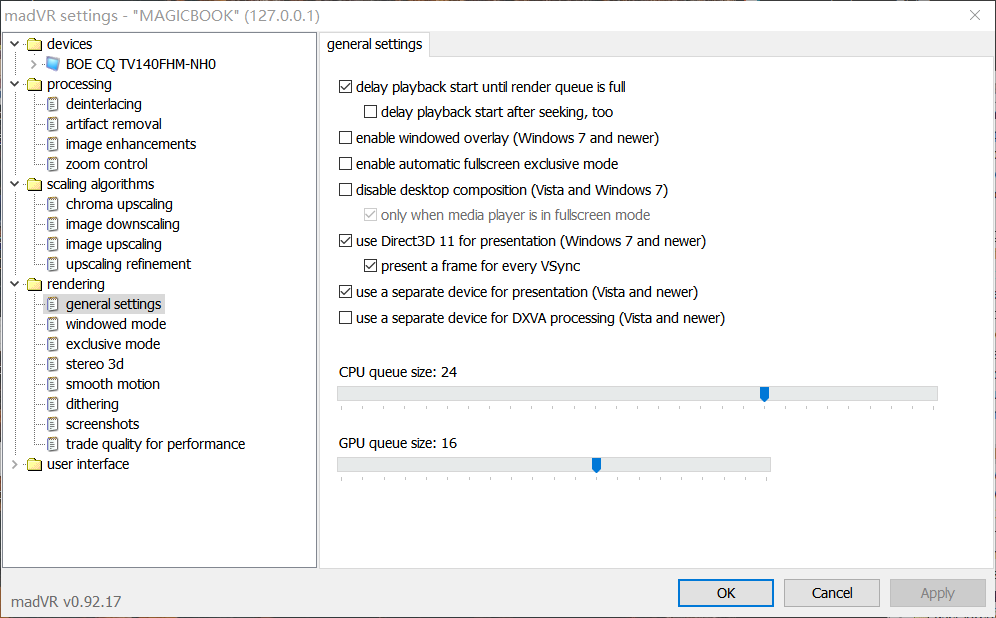 madVR settings - "MAGICBOOK" (127.0.0.1)
devices
BOE CQ TV140FHM-NH0
processing
deinterlacing
artifact removal
image enhancements
zoom control
scaling algorithms
chroma upscaling
image downscaling
image upscaling
upscaling refinement
rendering
general settings
windowed mode
exclusive mode
stereo 3d
smooth motion
dithering
screenshots
trade quality for performance
user interface
general settings
delay playback start until render queue is full
delay playback start after seeking, too
enable windowed overlay (Windows 7 and newer)
enable automatic fullscreen exclusive mode
disable desktop composition (Vista and Windows 7)
only when media player is in fullscreen mode
use Direct3D 11 for presentation (Windows 7 and newer)
present a frame for every VSync
use a separate device for presentation (Vista and newer)
use a separate device for DXVA processing (Vista and newer)
CPU queue size: 24
GPU queue size: 16
madVR v0.92.17
OK
Cancel
Apply